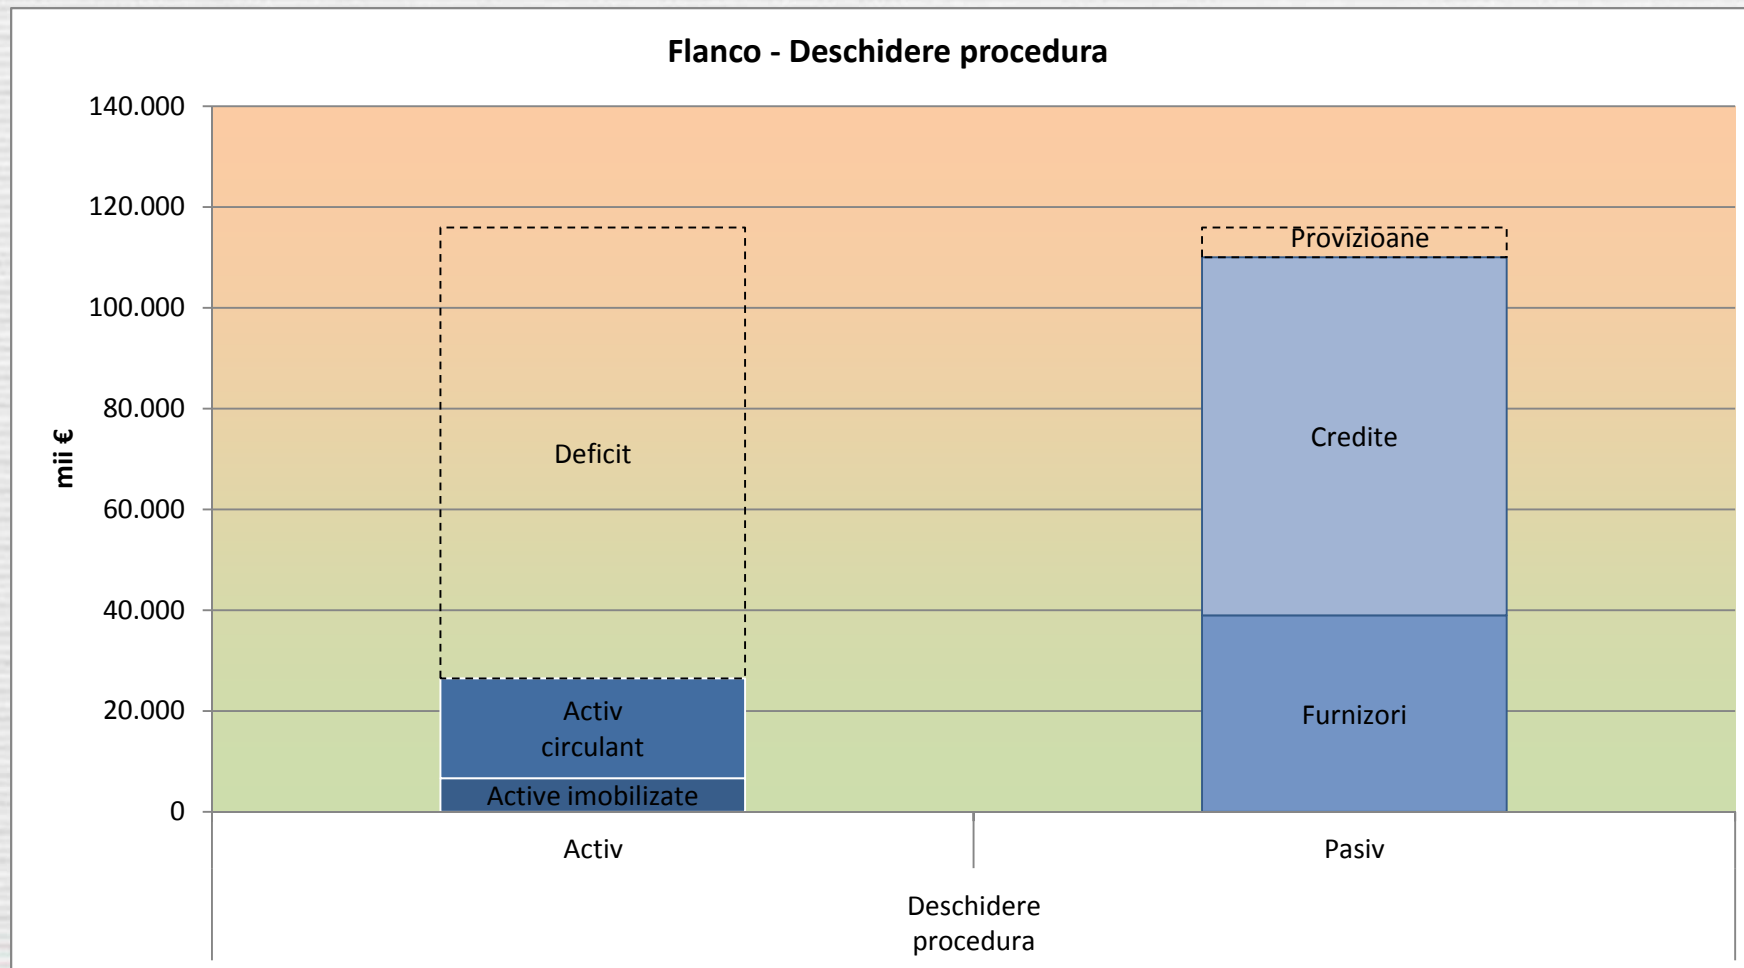 Flanco - Deschidere procedura
140.000
120.000
100.000
80.000
60.000
40.000
20.000
0
mii €
Deficit
Activ
circulant
Active imobilizate
Provizioane
Credite
Furnizori
Activ
Pasiv
Deschidere
procedura